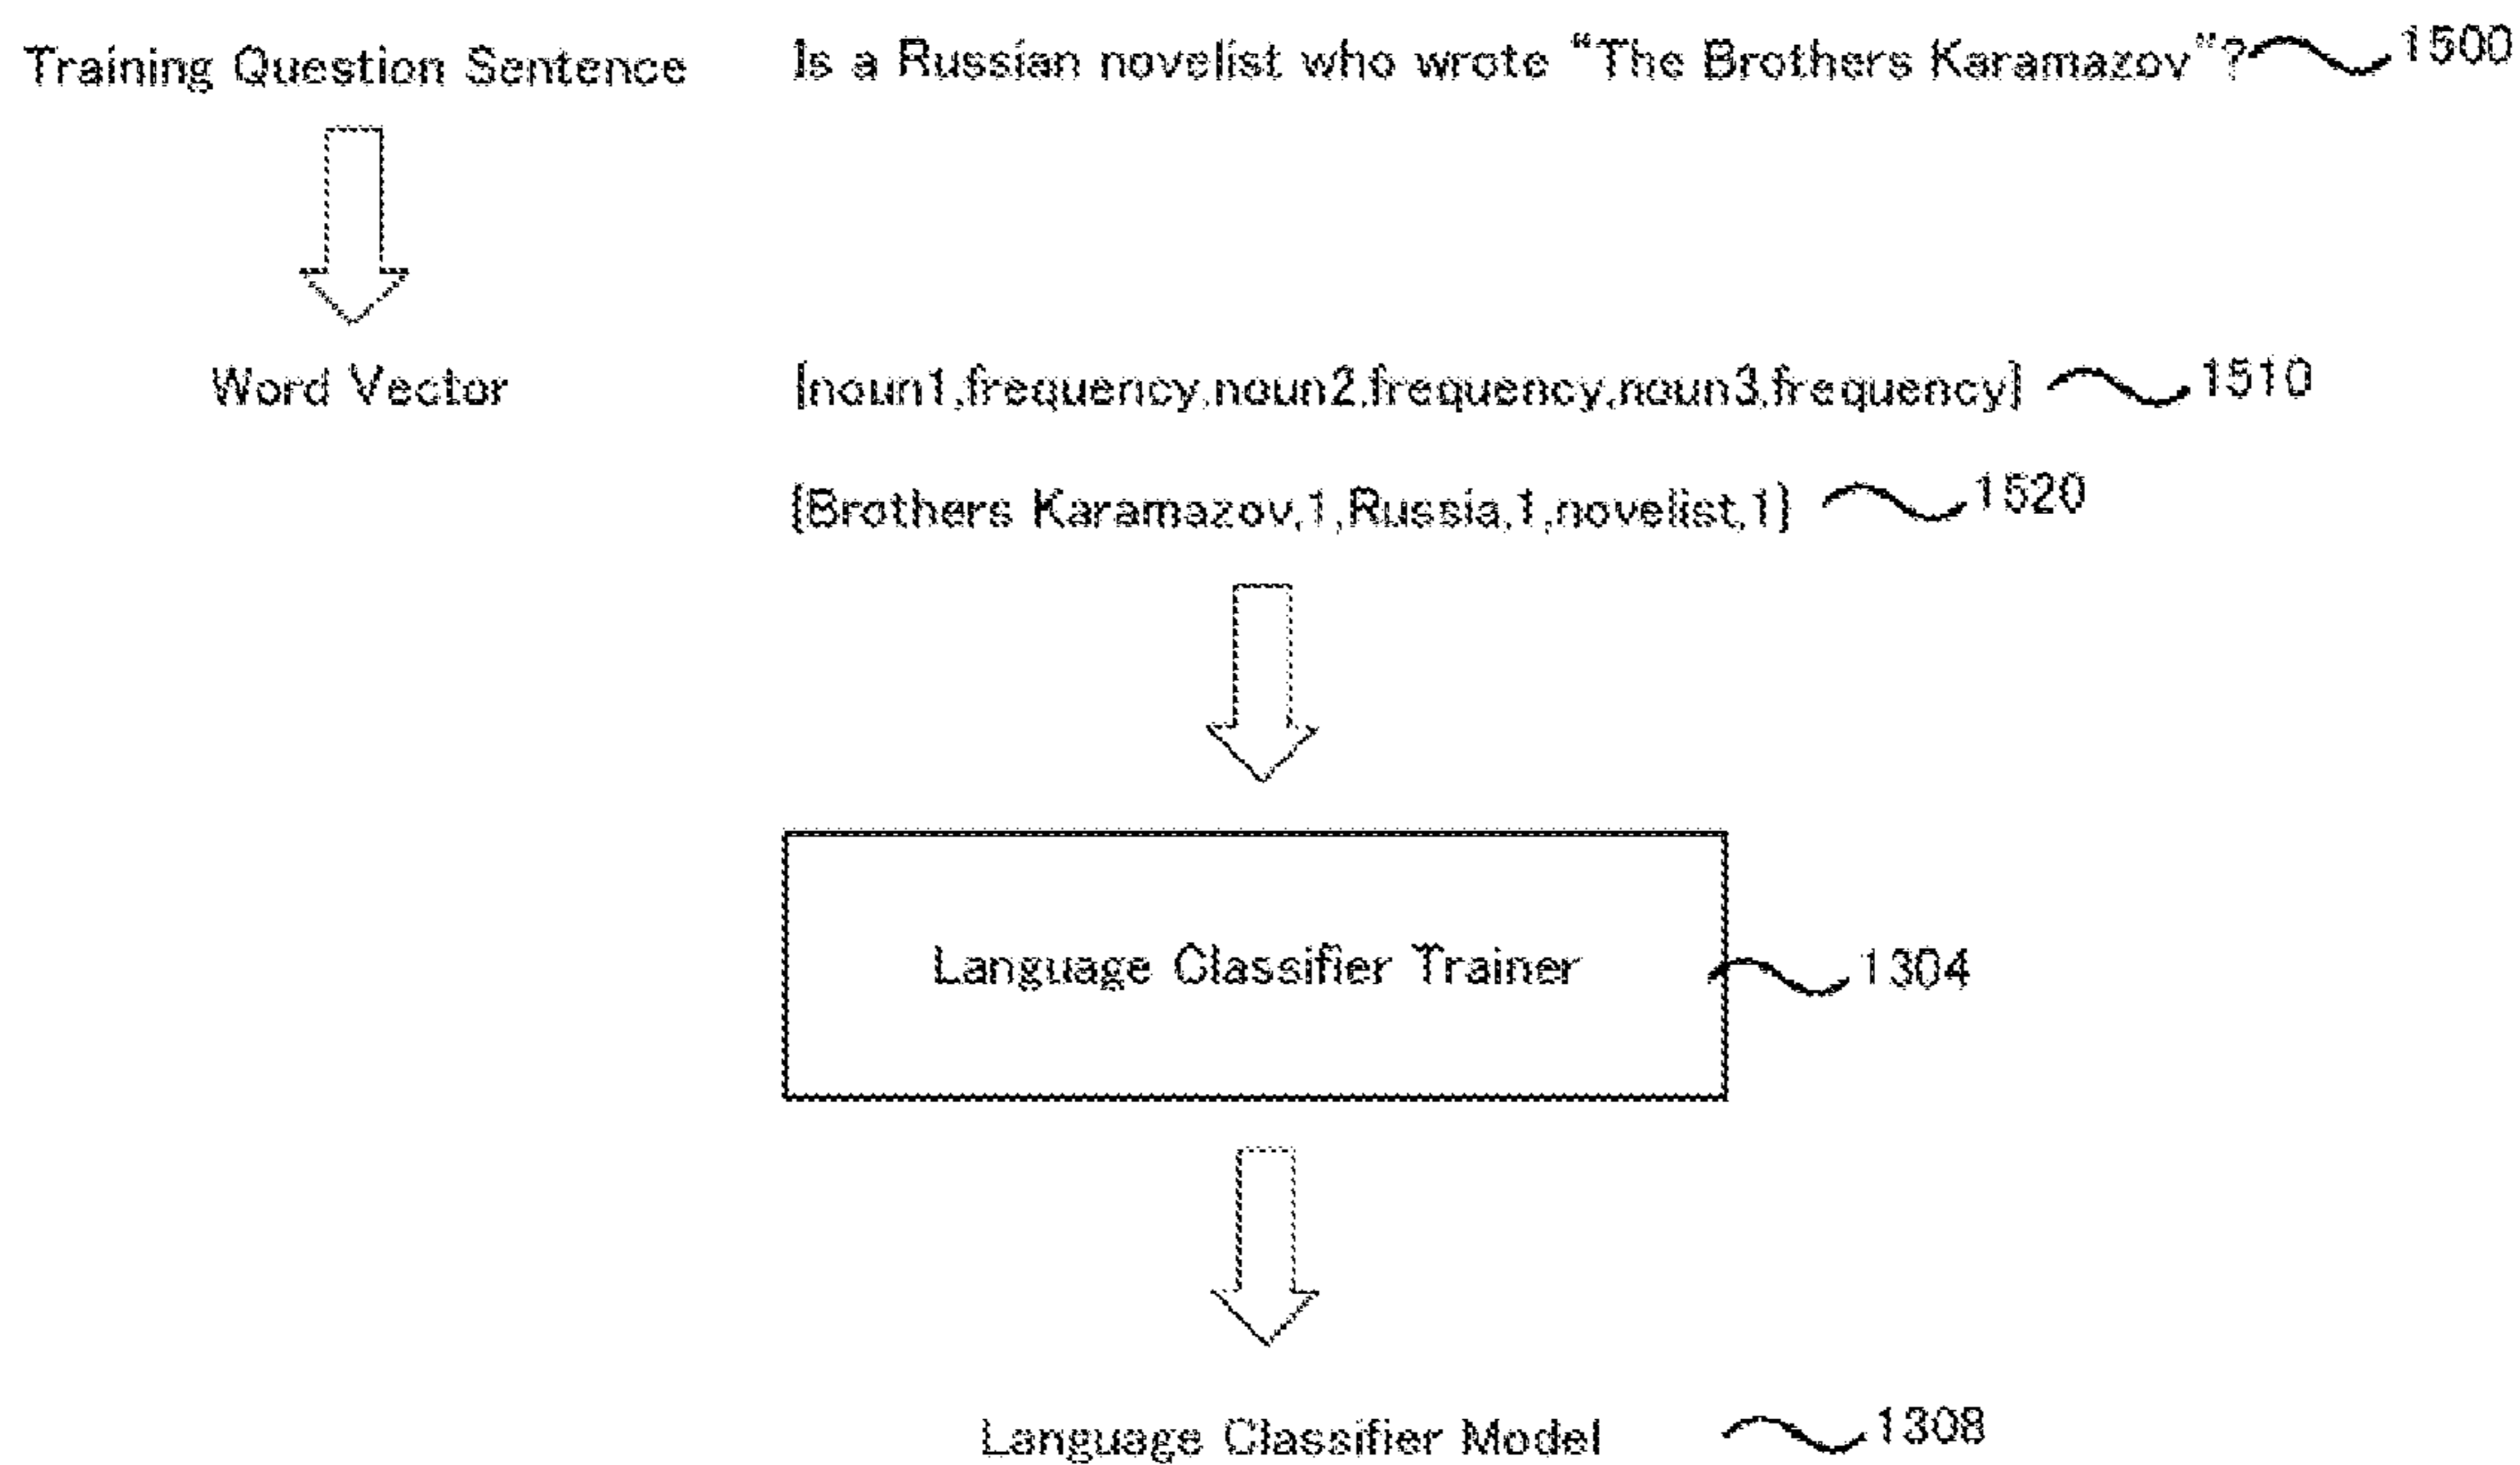 Training Question Sentence Is a Russian novelist who wrote “The Brothers Karamazov”? 1500
Word Vector [noun1,frequency,noun2,frequency,noun3,frequency] 1510
[Brothers Karamazov,1,Russia,1,novelist,1] 1520
Language Classifier Trainer 1304
Language Classifier Model 1308